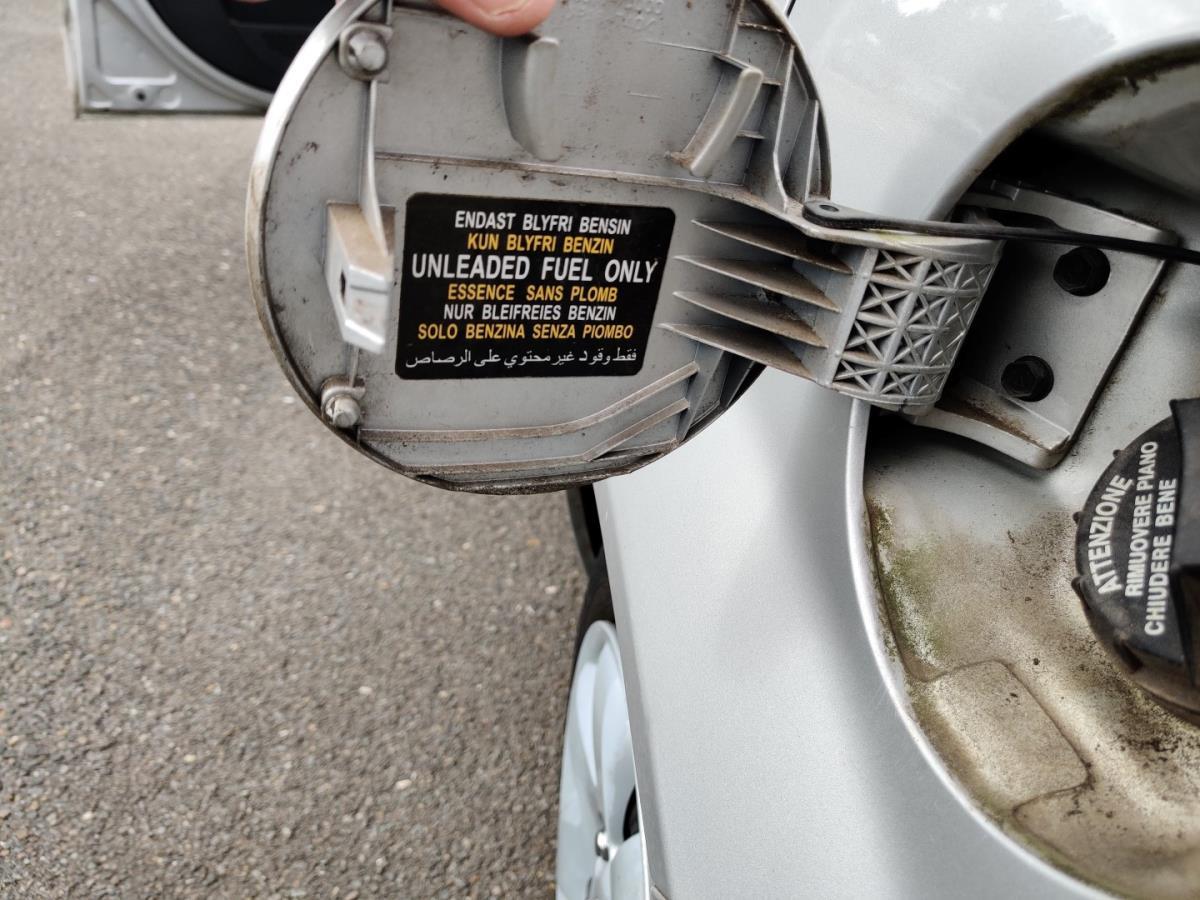 ENDAST BLYFRI BENSIN
KUN BLYFRI BENZIN
UNLEADED FUEL ONLY
ESSENCE SANS PLOMB
NUR BLEIFREIES BENZIN
SOLO BENZINA SENZA PIOMBO
فقط وقود غير محتوي على الرصاص
ATTENZIONE
RIMUOVERE PIANO
CHIUDERE BENE